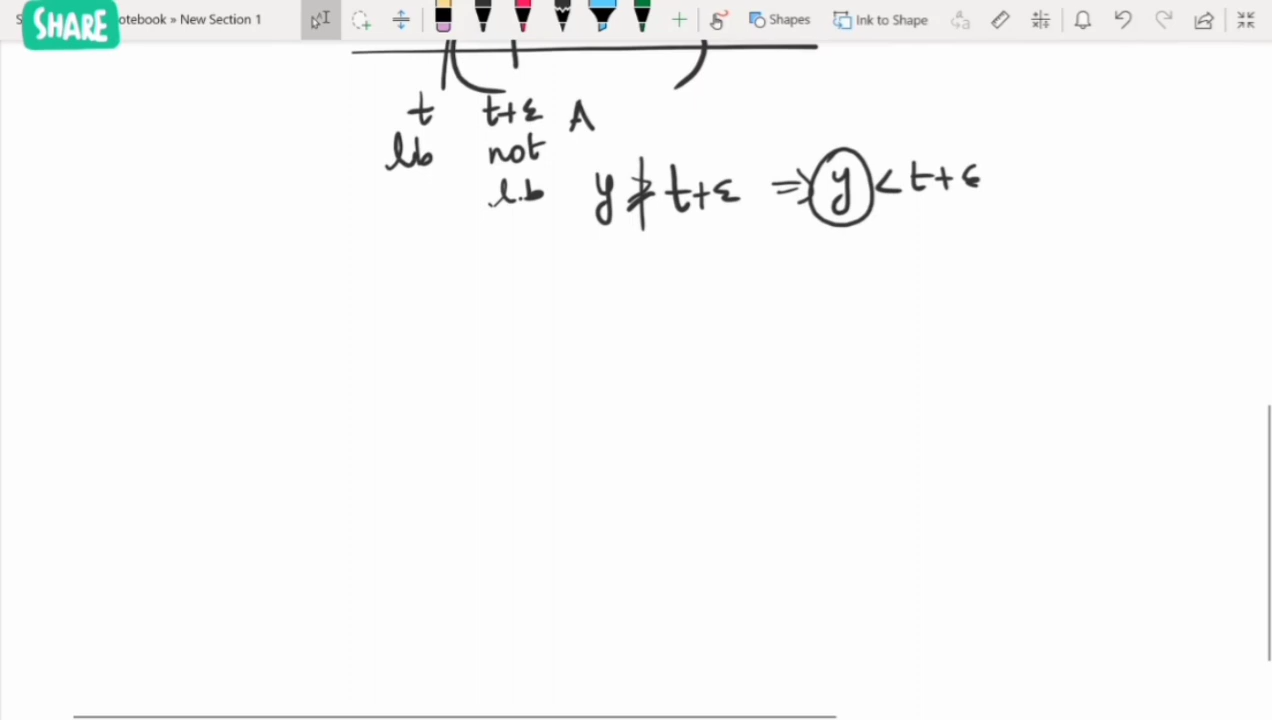 SHARE
otebook » New Section 1
Shapes
Ink to Shape
t t+ε A
lb not
l.b y ≱ t+ε ⇒ y < t+ε